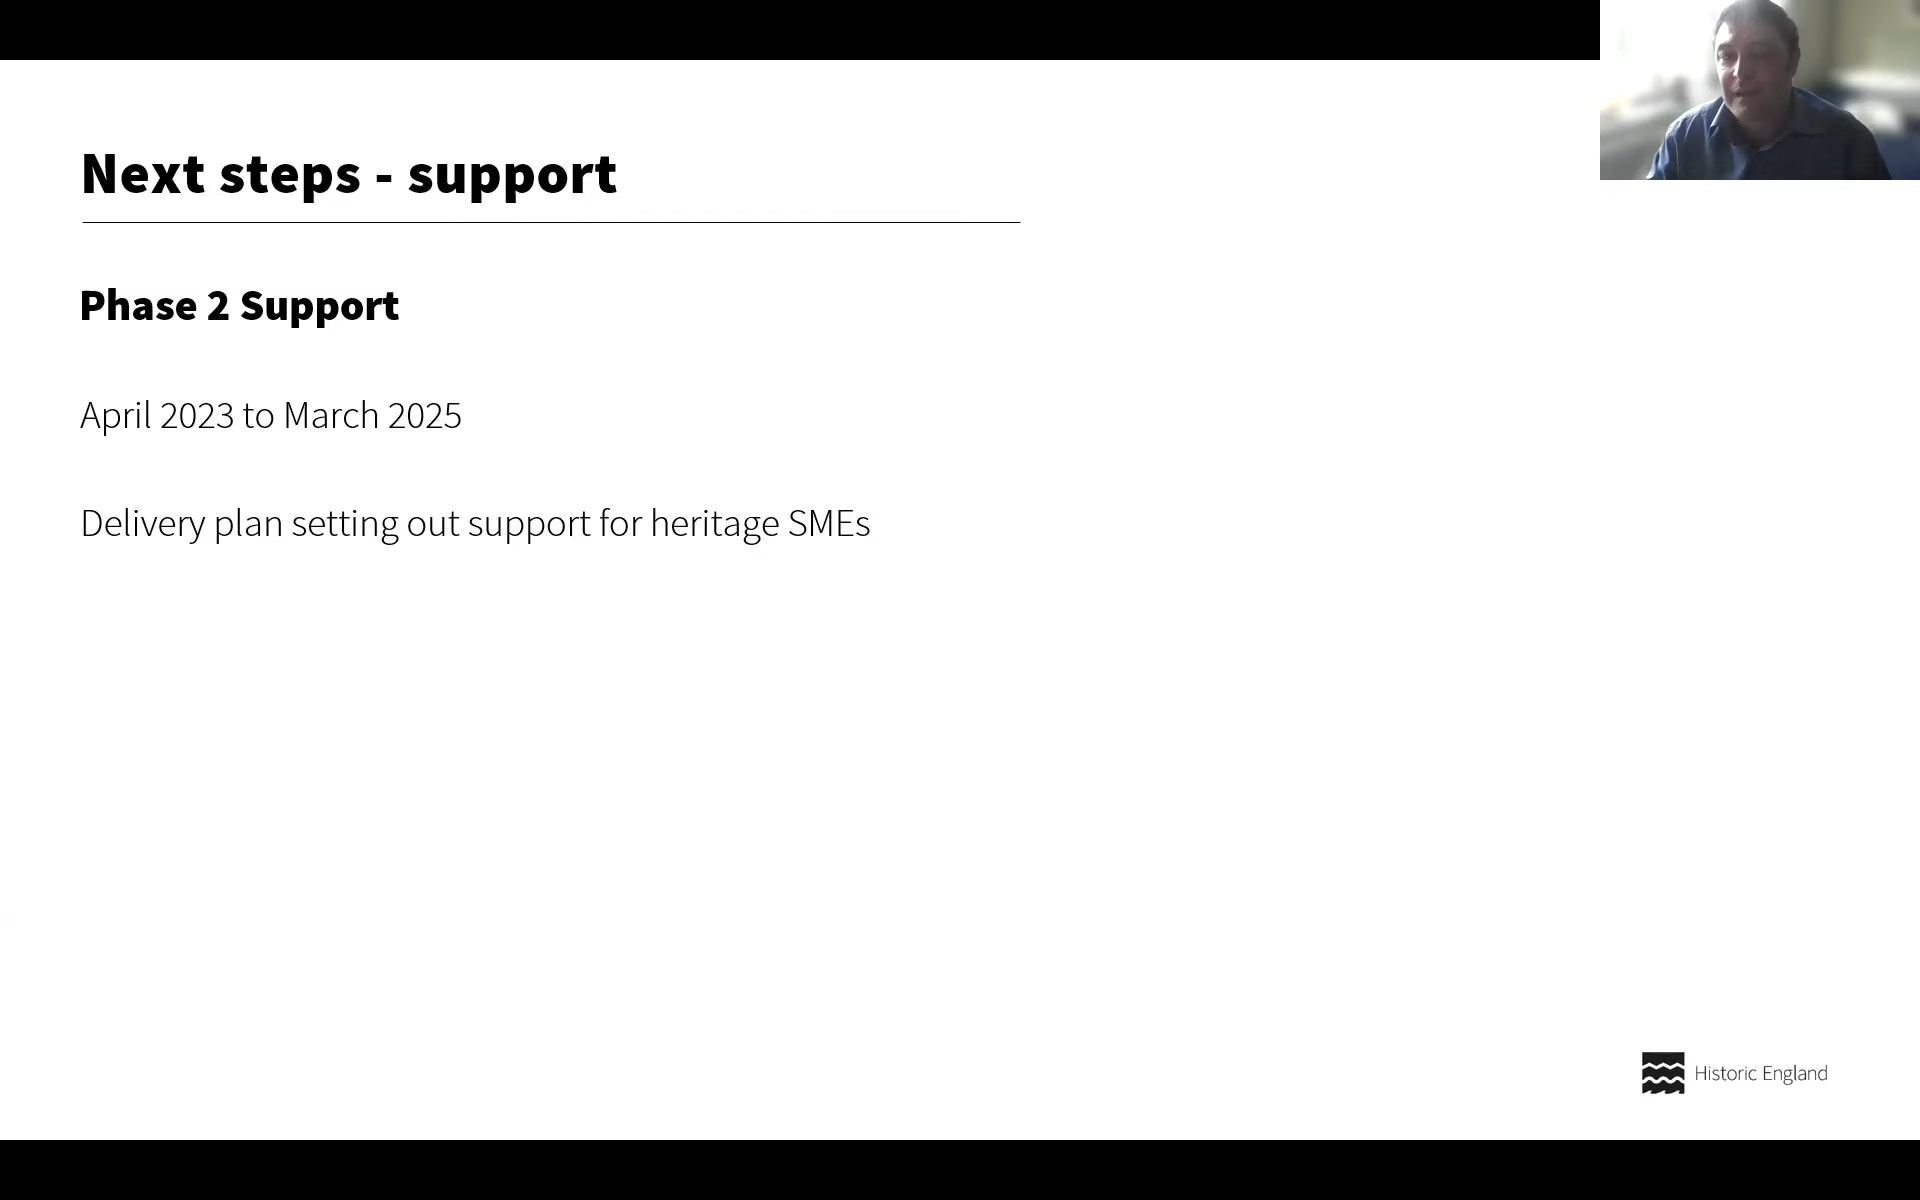 Next steps - support
Phase 2 Support
April 2023 to March 2025
Delivery plan setting out support for heritage SMEs
Historic England